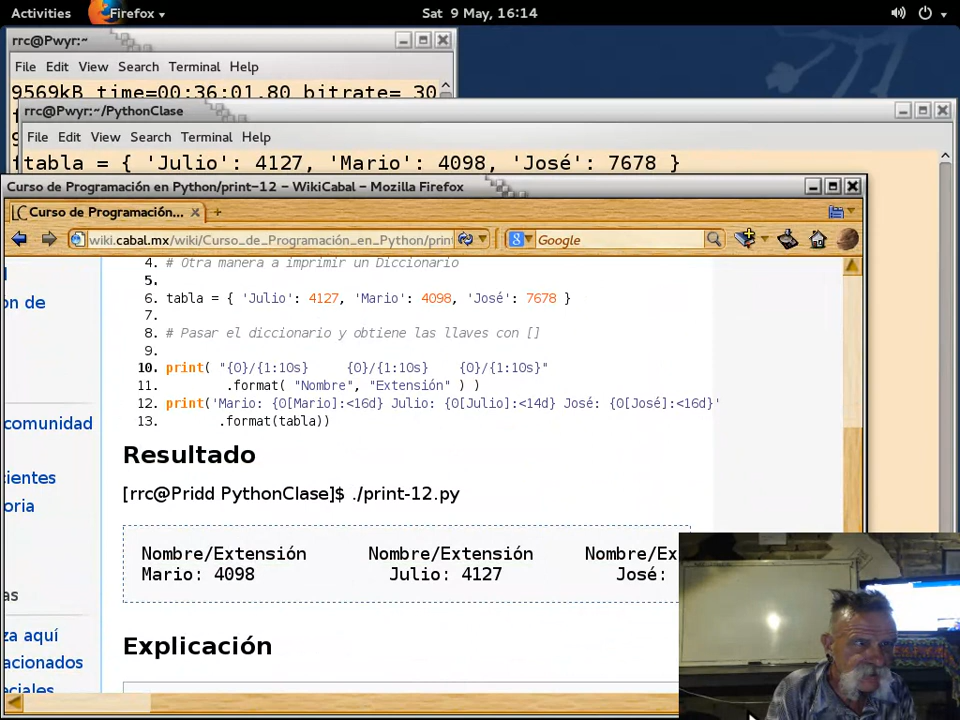 Activities Firefox Sat 9 May, 16:14
rrc@Pwyr:~
File Edit View Search Terminal Help
9569kB time=00:36:01.80 bitrate= 30
rrc@Pwyr:~/PythonClase
File Edit View Search Terminal Help
tabla = { 'Julio': 4127, 'Mario': 4098, 'José': 7678 }
Curso de Programación en Python/print-12 – WikiCabal – Mozilla Firefox
Curso de Programación...
wiki.cabal.mx/wiki/Curso_de_Programación_en_Python/print
Google
4. # Otra manera a imprimir un Diccionario
5.
6. tabla = { 'Julio': 4127, 'Mario': 4098, 'José': 7678 }
7.
8. # Pasar el diccionario y obtiene las llaves con []
9.
10. print( "{0}/{1:10s} {0}/{1:10s} {0}/{1:10s}"
11. .format( "Nombre", "Extensión" ) )
12. print('Mario: {0[Mario]:<16d} Julio: {0[Julio]:<14d} José: {0[José]:<16d}'
13. .format(tabla))
ón de
comunidad
cientes
oria
as
za aquí
acionados
eciales
Resultado
[rrc@Pridd PythonClase]$ ./print-12.py
Nombre/Extensión Nombre/Extensión Nombre/Ex
Mario: 4098 Julio: 4127 José:
Explicación